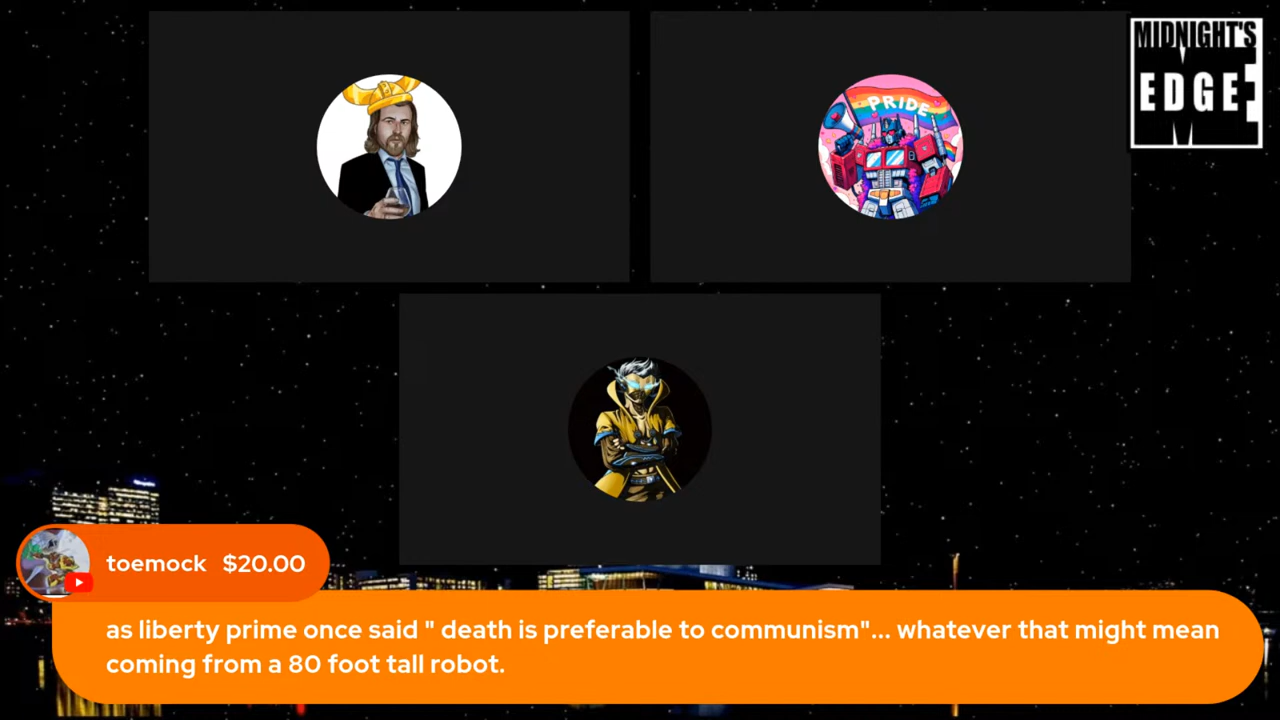 MIDNIGHT'S
EDGE
PRIDE
toemock $20.00
as liberty prime once said " death is preferable to communism"... whatever that might mean
coming from a 80 foot tall robot.